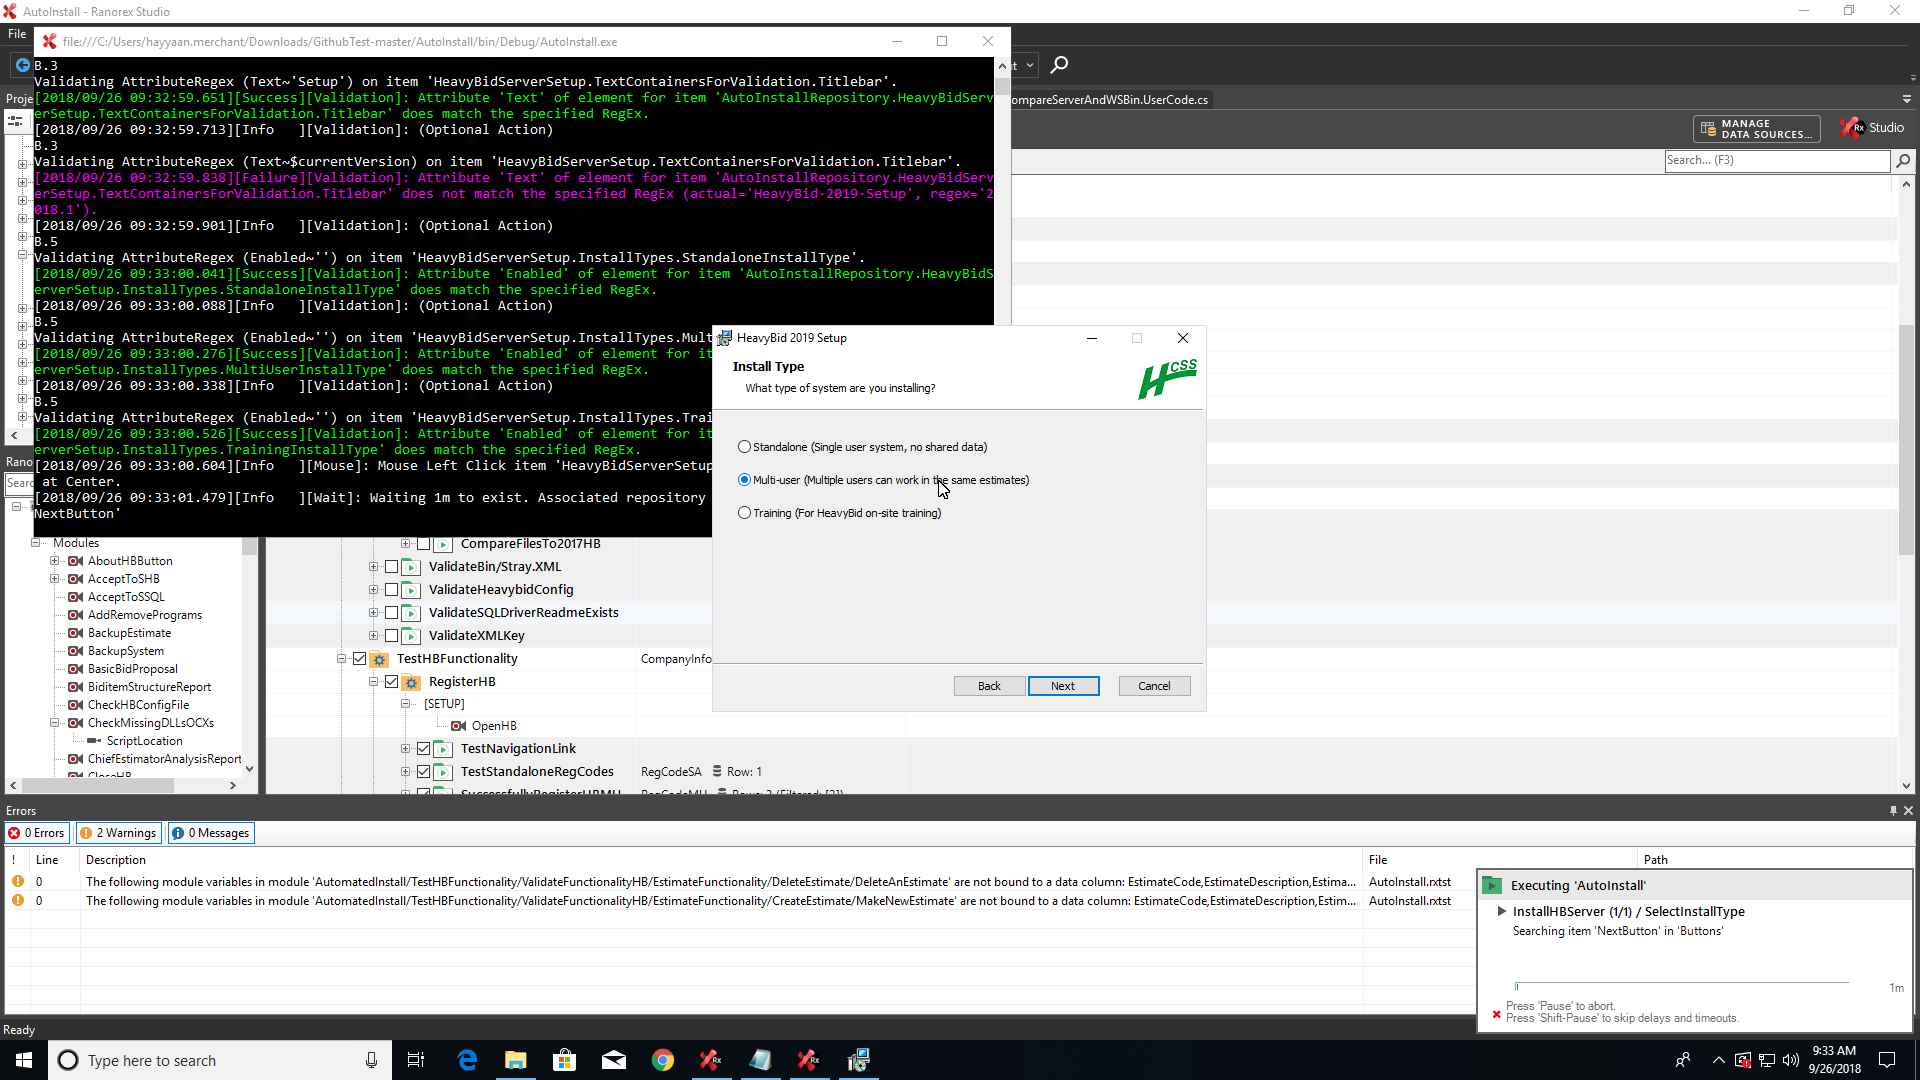 AutoInstall - Ranorex Studio
File
file:///C:/Users/hayyaan.merchant/Downloads/GithubTest-master/AutoInstall/bin/Debug/AutoInstall.exe
B.3
Validating AttributeRegex (Text~'Setup') on item 'HeavyBidServerSetup.TextContainersForValidation.Titlebar'.
[2018/09/26 09:32:59.651][Success][Validation]: Attribute 'Text' of element for item 'AutoInstallRepository.HeavyBidServ
erSetup.TextContainersForValidation.Titlebar' does match the specified RegEx.
[2018/09/26 09:32:59.713][Info   ][Validation]: (Optional Action)
B.3
Validating AttributeRegex (Text~$currentVersion) on item 'HeavyBidServerSetup.TextContainersForValidation.Titlebar'.
[2018/09/26 09:32:59.838][Failure][Validation]: Attribute 'Text' of element for item 'AutoInstallRepository.HeavyBidServ
erSetup.TextContainersForValidation.Titlebar' does not match the specified RegEx (actual='HeavyBid·2019·Setup', regex='2
018.1').
[2018/09/26 09:32:59.901][Info   ][Validation]: (Optional Action)
B.5
Validating AttributeRegex (Enabled~'') on item 'HeavyBidServerSetup.InstallTypes.StandaloneInstallType'.
[2018/09/26 09:33:00.041][Success][Validation]: Attribute 'Enabled' of element for item 'AutoInstallRepository.HeavyBidS
erverSetup.InstallTypes.StandaloneInstallType' does match the specified RegEx.
[2018/09/26 09:33:00.088][Info   ][Validation]: (Optional Action)
B.5
Validating AttributeRegex (Enabled~'') on item 'HeavyBidServerSetup.InstallTypes.Mult
[2018/09/26 09:33:00.276][Success][Validation]: Attribute 'Enabled' of element for it
erverSetup.InstallTypes.MultiUserInstallType' does match the specified RegEx.
[2018/09/26 09:33:00.338][Info   ][Validation]: (Optional Action)
B.5
Validating AttributeRegex (Enabled~'') on item 'HeavyBidServerSetup.InstallTypes.Trai
[2018/09/26 09:33:00.526][Success][Validation]: Attribute 'Enabled' of element for it
erverSetup.InstallTypes.TrainingInstallType' does match the specified RegEx.
[2018/09/26 09:33:00.604][Info   ][Mouse]: Mouse Left Click item 'HeavyBidServerSetup
at Center.
[2018/09/26 09:33:01.479][Info   ][Wait]: Waiting 1m to exist. Associated repository
NextButton'
ompareServerAndWSBin.UserCode.cs
MANAGE
DATA SOURCES...
Rx Studio
Search... (F3)
Proje
Rano
Sear
HeavyBid 2019 Setup
Install Type
What type of system are you installing?
HCSS
Standalone (Single user system, no shared data)
Multi-user (Multiple users can work in the same estimates)
Training (For HeavyBid on-site training)
Back
Next
Cancel
Modules
AboutHBButton
AcceptToSHB
AcceptToSSQL
AddRemovePrograms
BackupEstimate
BackupSystem
BasicBidProposal
BiditemStructureReport
CheckHBConfigFile
CheckMissingDLLsOCXs
ScriptLocation
ChiefEstimatorAnalysisReport
CloseHB
CompareFilesTo2017HB
ValidateBin/Stray.XML
ValidateHeavybidConfig
ValidateSQLDriverReadmeExists
ValidateXMLKey
TestHBFunctionality CompanyInfo
RegisterHB
[SETUP]
OpenHB
TestNavigationLink
TestStandaloneRegCodes RegCodeSA Row: 1
SuccessfullyRegisterHBMU RegCodeMU Rows: 2 (Filtered: [2])
Errors
0 Errors
2 Warnings
0 Messages
! Line Description File Path
0 The following module variables in module 'AutomatedInstall/TestHBFunctionality/ValidateFunctionalityHB/EstimateFunctionality/DeleteEstimate/DeleteAnEstimate' are not bound to a data column: EstimateCode,EstimateDescription,Estima... AutoInstall.rxtst
0 The following module variables in module 'AutomatedInstall/TestHBFunctionality/ValidateFunctionalityHB/EstimateFunctionality/CreateEstimate/MakeNewEstimate' are not bound to a data column: EstimateCode,EstimateDescription,Estim... AutoInstall.rxtst
Executing 'AutoInstall'
InstallHBServer (1/1) / SelectInstallType
Searching item 'NextButton' in 'Buttons'
1m
Press 'Pause' to abort.
Press 'Shift-Pause' to skip delays and timeouts.
Ready
Type here to search
9:33 AM
9/26/2018